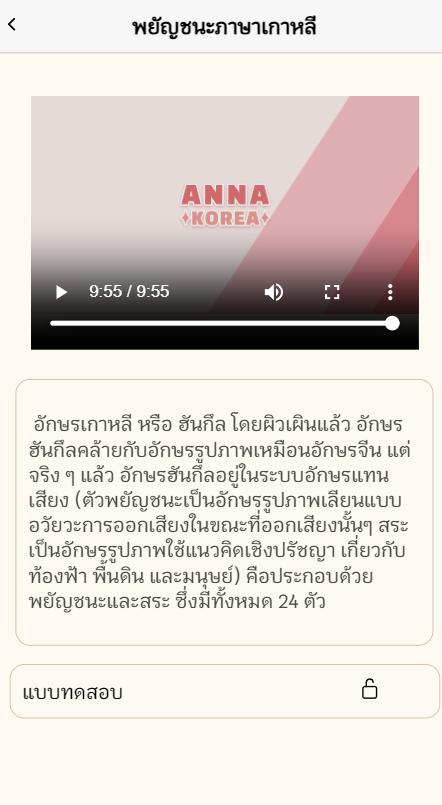 พยัญชนะภาษาเกาหลี
ANNA
KOREA
9:55 / 9:55
อักษรเกาหลี หรือ ฮันกึล โดยผิวเผินแล้ว อักษร
ฮันกึลคล้ายกับอักษรรูปภาพเหมือนอักษรจีน แต่
จริง ๆ แล้ว อักษรฮันกึลอยู่ในระบบอักษรแทน
เสียง (ตัวพยัญชนะเป็นอักษรรูปภาพเลียนแบบ
อวัยวะการออกเสียงในขณะที่ออกเสียงนั้นๆ สระ
เป็นอักษรรูปภาพใช้แนวคิดเชิงปรัชญา เกี่ยวกับ
ท้องฟ้า พื้นดิน และมนุษย์) คือประกอบด้วย
พยัญชนะและสระ ซึ่งมีทั้งหมด 24 ตัว
แบบทดสอบ